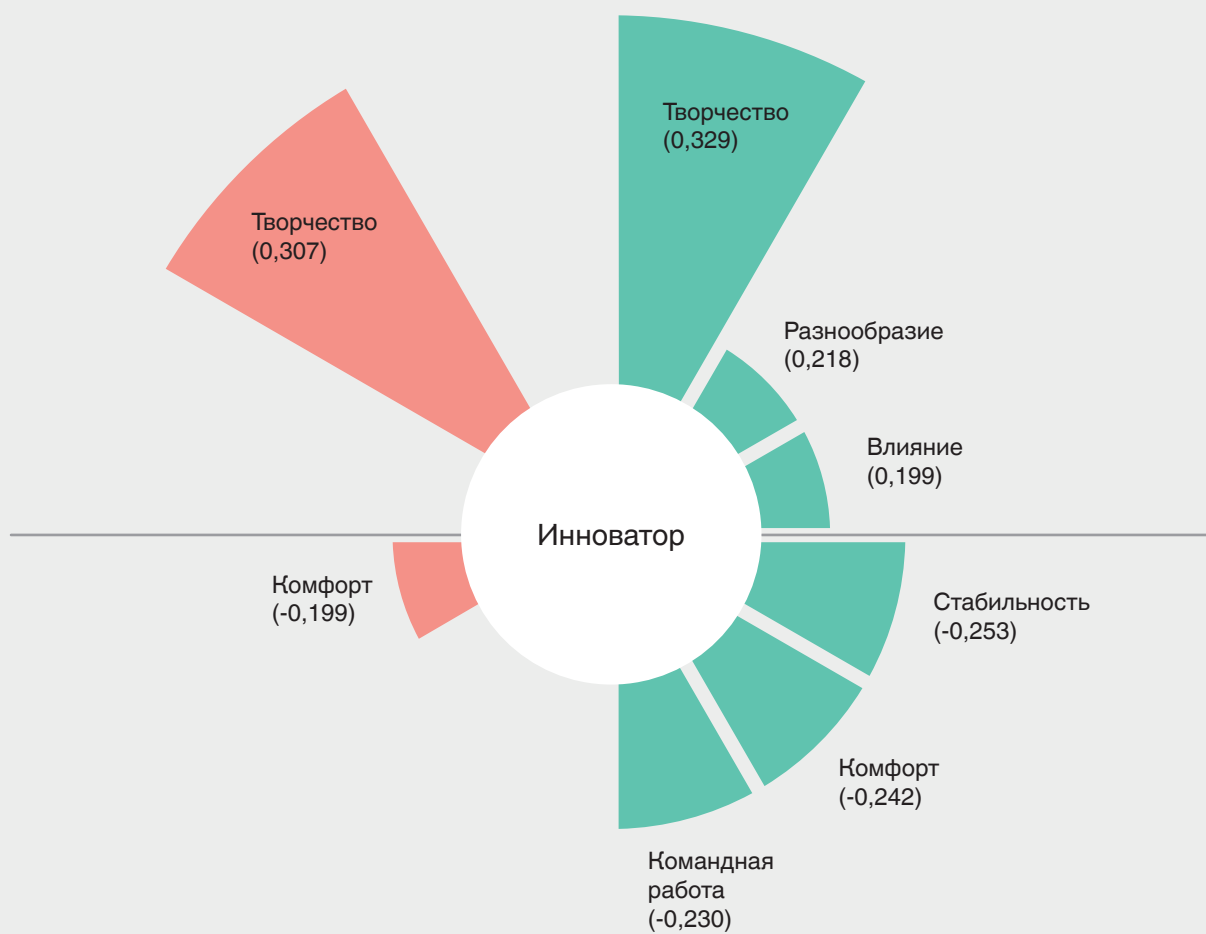 Творчество
(0,329)
Творчество
(0,307)
Разнообразие
(0,218)
Влияние
(0,199)
Инноватор
Комфорт
(-0,199)
Стабильность
(-0,253)
Комфорт
(-0,242)
Командная
работа
(-0,230)